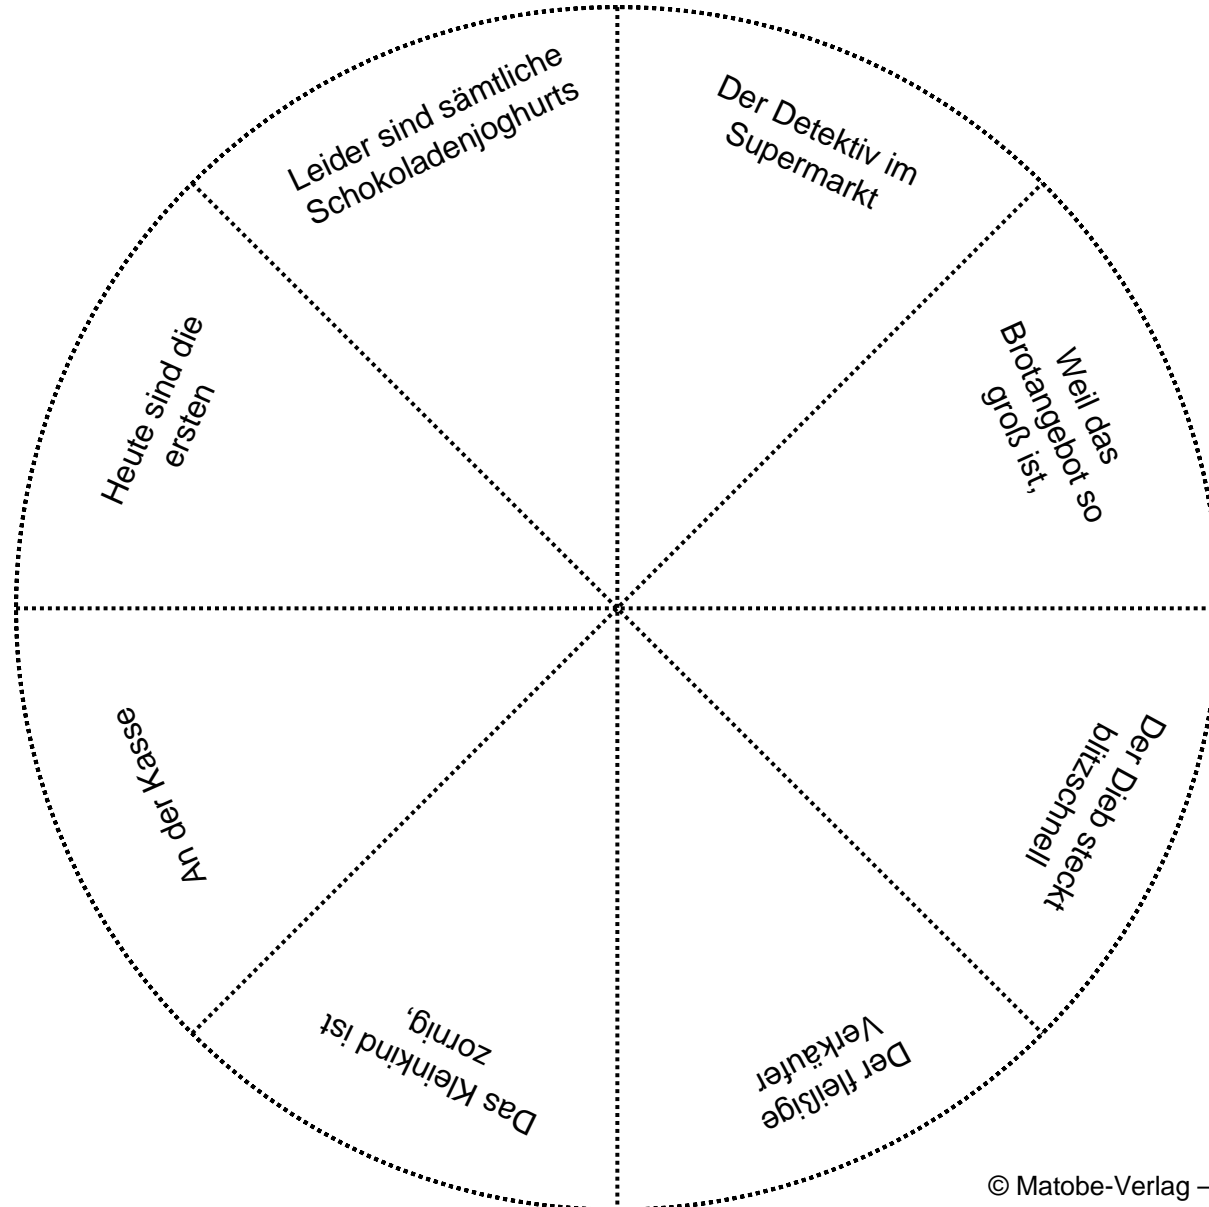 Leider sind sämtliche
Schokoladenjoghurts
Der Detektiv im
Supermarkt
Weil das
Brotangebot so
groß ist,
Der Dieb steckt
blitzschnell
Der fleißige
Verkäufer
Das Kleinkind ist
zornig,
An der Kasse
Heute sind die
ersten
© Matobe-Verlag –